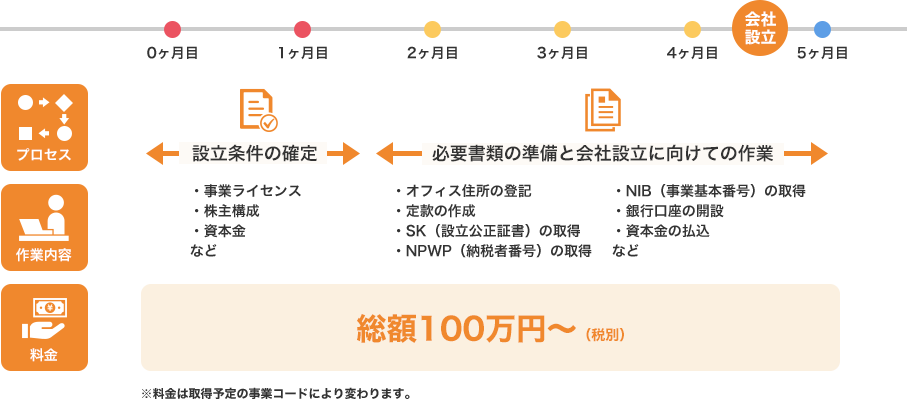 会社
設立
0ヶ月目
1ヶ月目
2ヶ月目
3ヶ月目
4ヶ月目
5ヶ月目
プロセス
設立条件の確定
必要書類の準備と会社設立に向けての作業
作業内容
・事業ライセンス
・株主構成
・資本金
など
・オフィス住所の登記
・定款の作成
・SK（設立公正証書）の取得
・NPWP（納税者番号）の取得
・NIB（事業基本番号）の取得
・銀行口座の開設
・資本金の払込
など
¥
料金
総額100万円〜（税別）
※料金は取得予定の事業コードにより変わります。